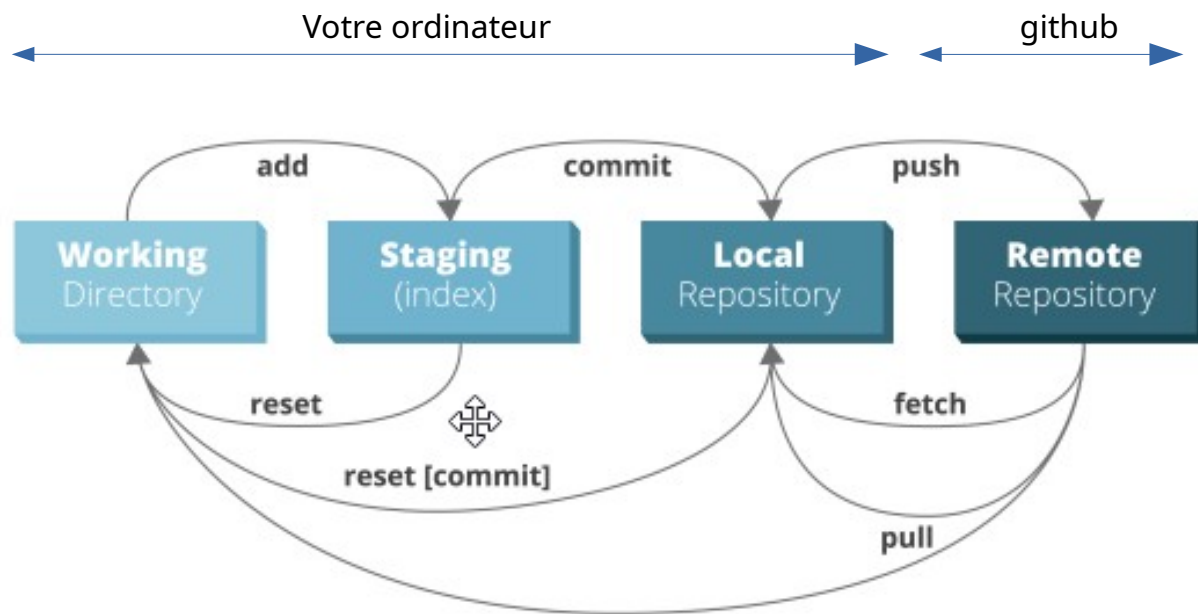 Votre ordinateur
github
add
commit
push
Working
Directory
Staging
(index)
Local
Repository
Remote
Repository
reset
fetch
reset [commit]
pull